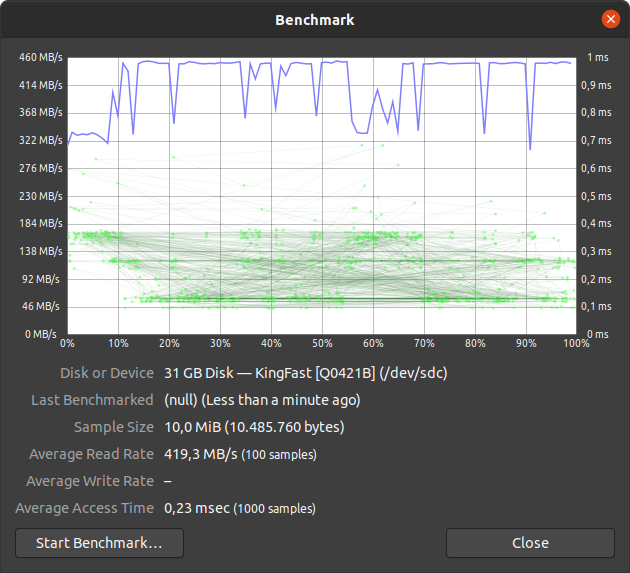 Benchmark
460 MB/s
1 ms
414 MB/s
0,9 ms
368 MB/s
0,8 ms
322 MB/s
0,7 ms
276 MB/s
0,6 ms
230 MB/s
0,5 ms
184 MB/s
0,4 ms
138 MB/s
0,3 ms
92 MB/s
0,2 ms
46 MB/s
0,1 ms
0 MB/s
0 ms
0% 10% 20% 30% 40% 50% 60% 70% 80% 90% 100%
Disk or Device 31 GB Disk — KingFast [Q0421B] (/dev/sdc)
Last Benchmarked (null) (Less than a minute ago)
Sample Size 10,0 MiB (10.485.760 bytes)
Average Read Rate 419,3 MB/s (100 samples)
Average Write Rate –
Average Access Time 0,23 msec (1000 samples)
Start Benchmark… Close